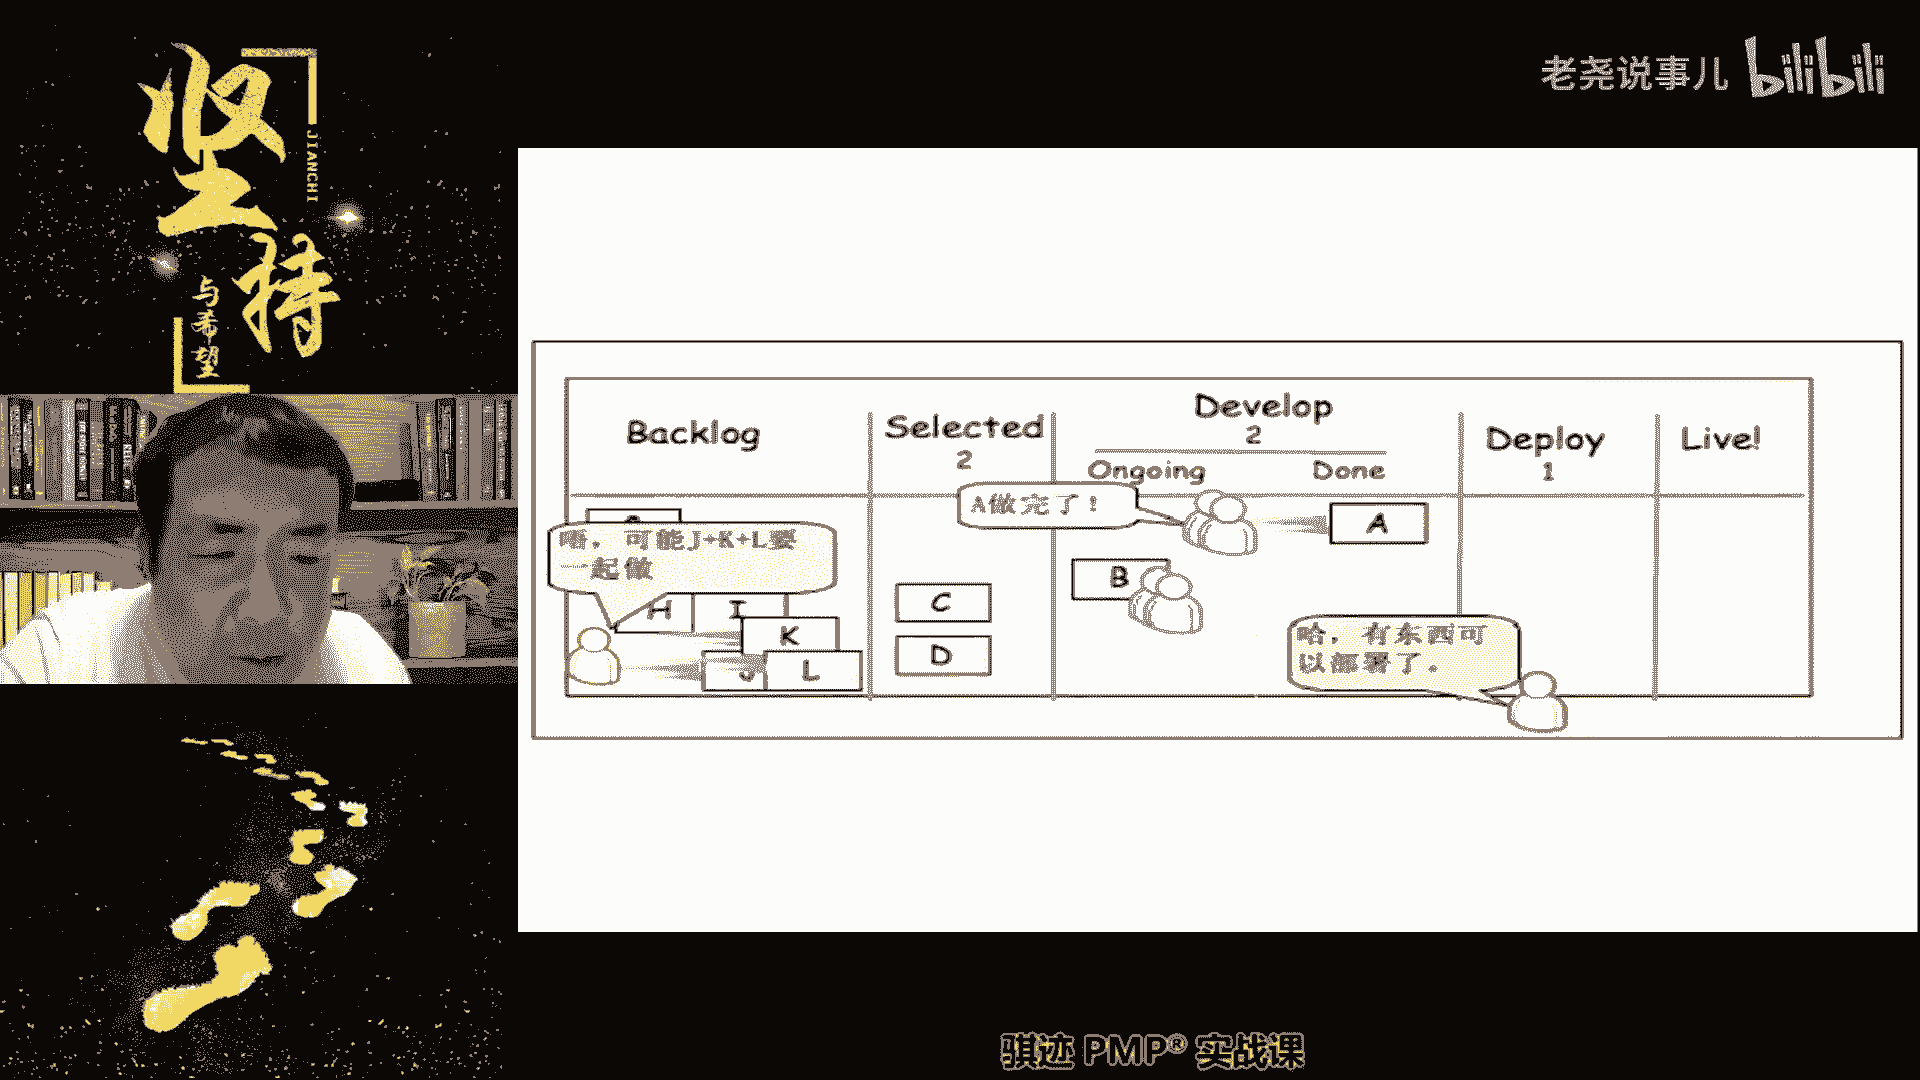 坚持
JIANCHI
与希望
老尧说事儿 bilibili
Backlog
Selected
2
Develop
2
Ongoing
Done
Deploy
1
Live!
A做完了!
A
唔,可能J+K+L要
一起做
B
C
D
H
I
K
J
L
哈,有东西可
以部署了。
骐迹 PMP® 实战课